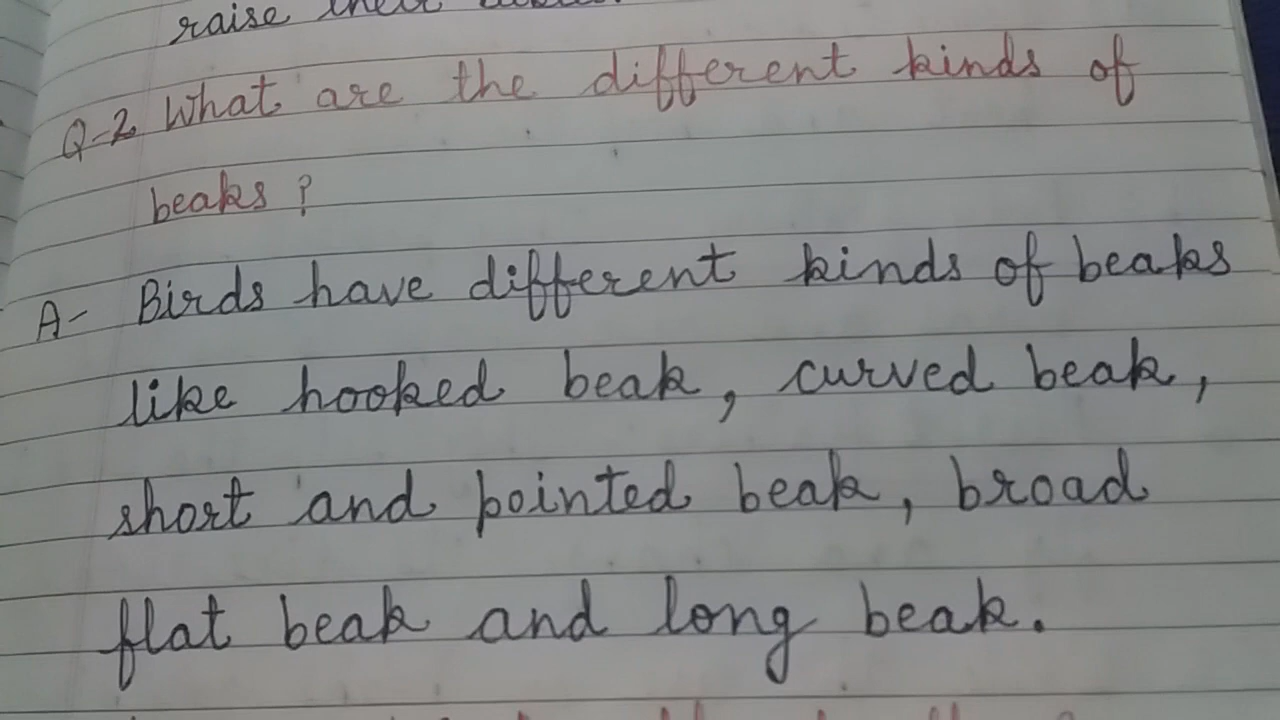 raise their
Q-2 What are the different kinds of
beaks ?
A- Birds have different kinds of beaks
like hooked beak, curved beak,
short and pointed beak, broad
flat beak and long beak.